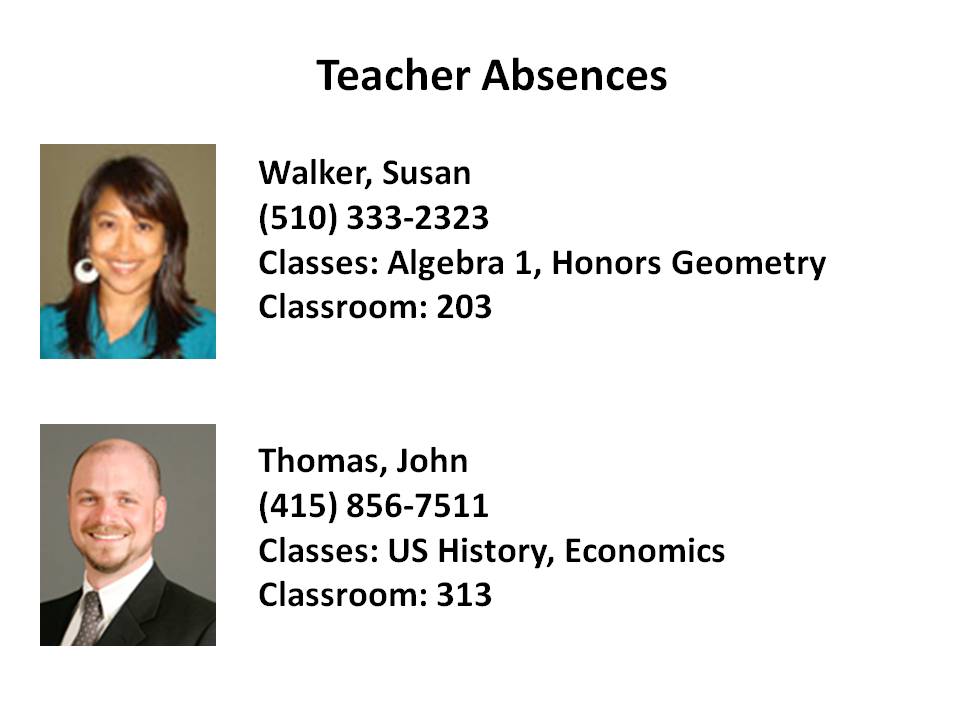 Teacher Absences
Walker, Susan
(510) 333-2323
Classes: Algebra 1, Honors Geometry
Classroom: 203
Thomas, John
(415) 856-7511
Classes: US History, Economics
Classroom: 313